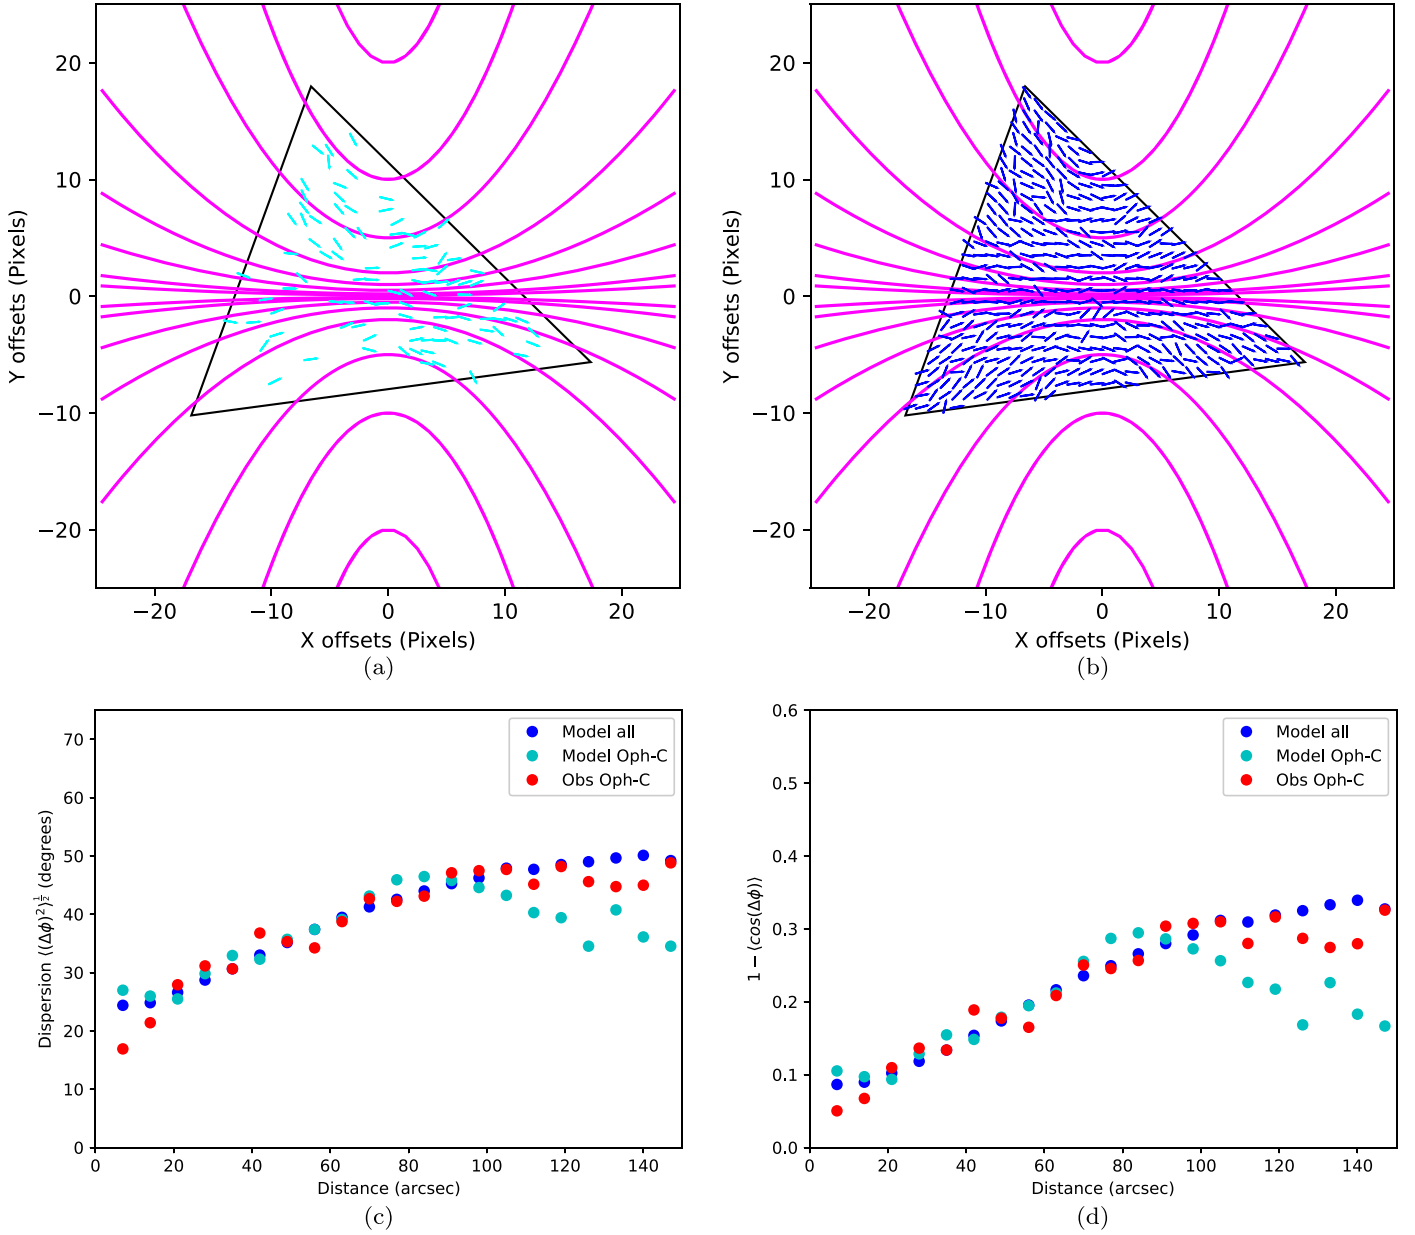 20
10
0
−10
−20
Y offsets (Pixels)
−20 −10 0 10 20
X offsets (Pixels)
(a)
20
10
0
−10
−20
Y offsets (Pixels)
−20 −10 0 10 20
X offsets (Pixels)
(b)
70
60
50
40
30
20
10
0
Dispersion ⟨(Δϕ)²⟩^½ (degrees)
Model all
Model Oph-C
Obs Oph-C
0 20 40 60 80 100 120 140
Distance (arcsec)
(c)
0.6
0.5
0.4
0.3
0.2
0.1
0.0
1−⟨cos(Δϕ)⟩
Model all
Model Oph-C
Obs Oph-C
0 20 40 60 80 100 120 140
Distance (arcsec)
(d)